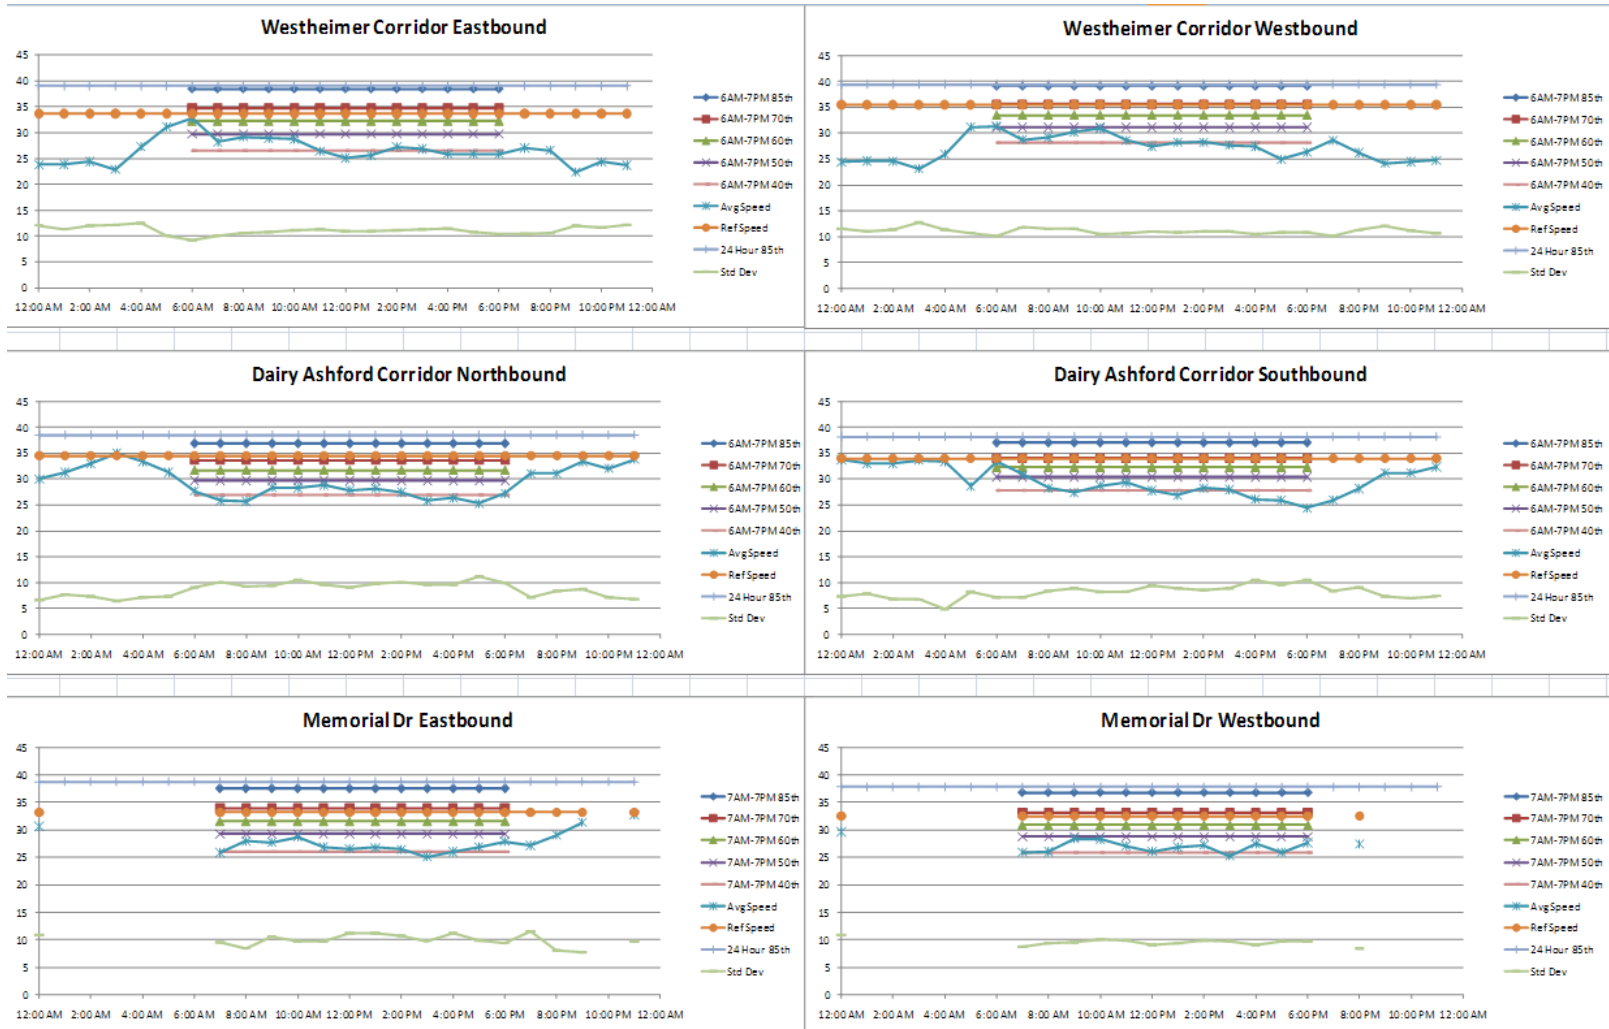 Westheimer Corridor Eastbound
45
40
35
30
25
20
15
10
5
0
12:00 AM 2:00 AM 4:00 AM 6:00 AM 8:00 AM 10:00 AM 12:00 PM 2:00 PM 4:00 PM 6:00 PM 8:00 PM 10:00 PM 12:00 AM
6AM-7PM 85th
6AM-7PM 70th
6AM-7PM 60th
6AM-7PM 50th
6AM-7PM 40th
AvgSpeed
Ref Speed
24 Hour 85th
Std Dev
Westheimer Corridor Westbound
45
40
35
30
25
20
15
10
5
0
12:00 AM 2:00 AM 4:00 AM 6:00 AM 8:00 AM 10:00 AM 12:00 PM 2:00 PM 4:00 PM 6:00 PM 8:00 PM 10:00 PM 12:00 AM
6AM-7PM 85th
6AM-7PM 70th
6AM-7PM 60th
6AM-7PM 50th
6AM-7PM 40th
AvgSpeed
Ref Speed
24 Hour 85th
Std Dev
Dairy Ashford Corridor Northbound
45
40
35
30
25
20
15
10
5
0
12:00 AM 2:00 AM 4:00 AM 6:00 AM 8:00 AM 10:00 AM 12:00 PM 2:00 PM 4:00 PM 6:00 PM 8:00 PM 10:00 PM 12:00 AM
6AM-7PM 85th
6AM-7PM 70th
6AM-7PM 60th
6AM-7PM 50th
6AM-7PM 40th
AvgSpeed
Ref Speed
24 Hour 85th
Std Dev
Dairy Ashford Corridor Southbound
45
40
35
30
25
20
15
10
5
0
12:00 AM 2:00 AM 4:00 AM 6:00 AM 8:00 AM 10:00 AM 12:00 PM 2:00 PM 4:00 PM 6:00 PM 8:00 PM 10:00 PM 12:00 AM
6AM-7PM 85th
6AM-7PM 70th
6AM-7PM 60th
6AM-7PM 50th
6AM-7PM 40th
AvgSpeed
Ref Speed
24 Hour 85th
Std Dev
Memorial Dr Eastbound
45
40
35
30
25
20
15
10
5
0
12:00 AM 2:00 AM 4:00 AM 6:00 AM 8:00 AM 10:00 AM 12:00 PM 2:00 PM 4:00 PM 6:00 PM 8:00 PM 10:00 PM 12:00 AM
7AM-7PM 85th
7AM-7PM 70th
7AM-7PM 60th
7AM-7PM 50th
7AM-7PM 40th
AvgSpeed
Ref Speed
24 Hour 85th
Std Dev
Memorial Dr Westbound
45
40
35
30
25
20
15
10
5
0
12:00 AM 2:00 AM 4:00 AM 6:00 AM 8:00 AM 10:00 AM 12:00 PM 2:00 PM 4:00 PM 6:00 PM 8:00 PM 10:00 PM 12:00 AM
7AM-7PM 85th
7AM-7PM 70th
7AM-7PM 60th
7AM-7PM 50th
7AM-7PM 40th
AvgSpeed
Ref Speed
24 Hour 85th
Std Dev